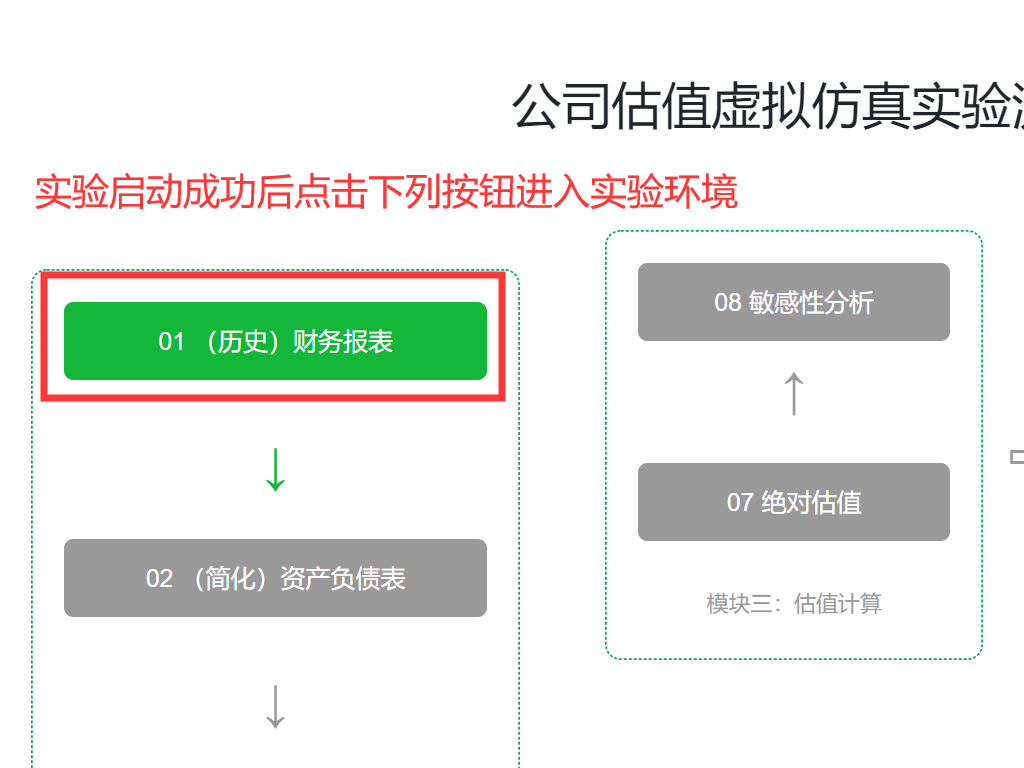 公司估值虚拟仿真实验
实验启动成功后点击下列按钮进入实验环境
01 （历史）财务报表
02 （简化）资产负债表
08 敏感性分析
07 绝对估值
模块三：估值计算